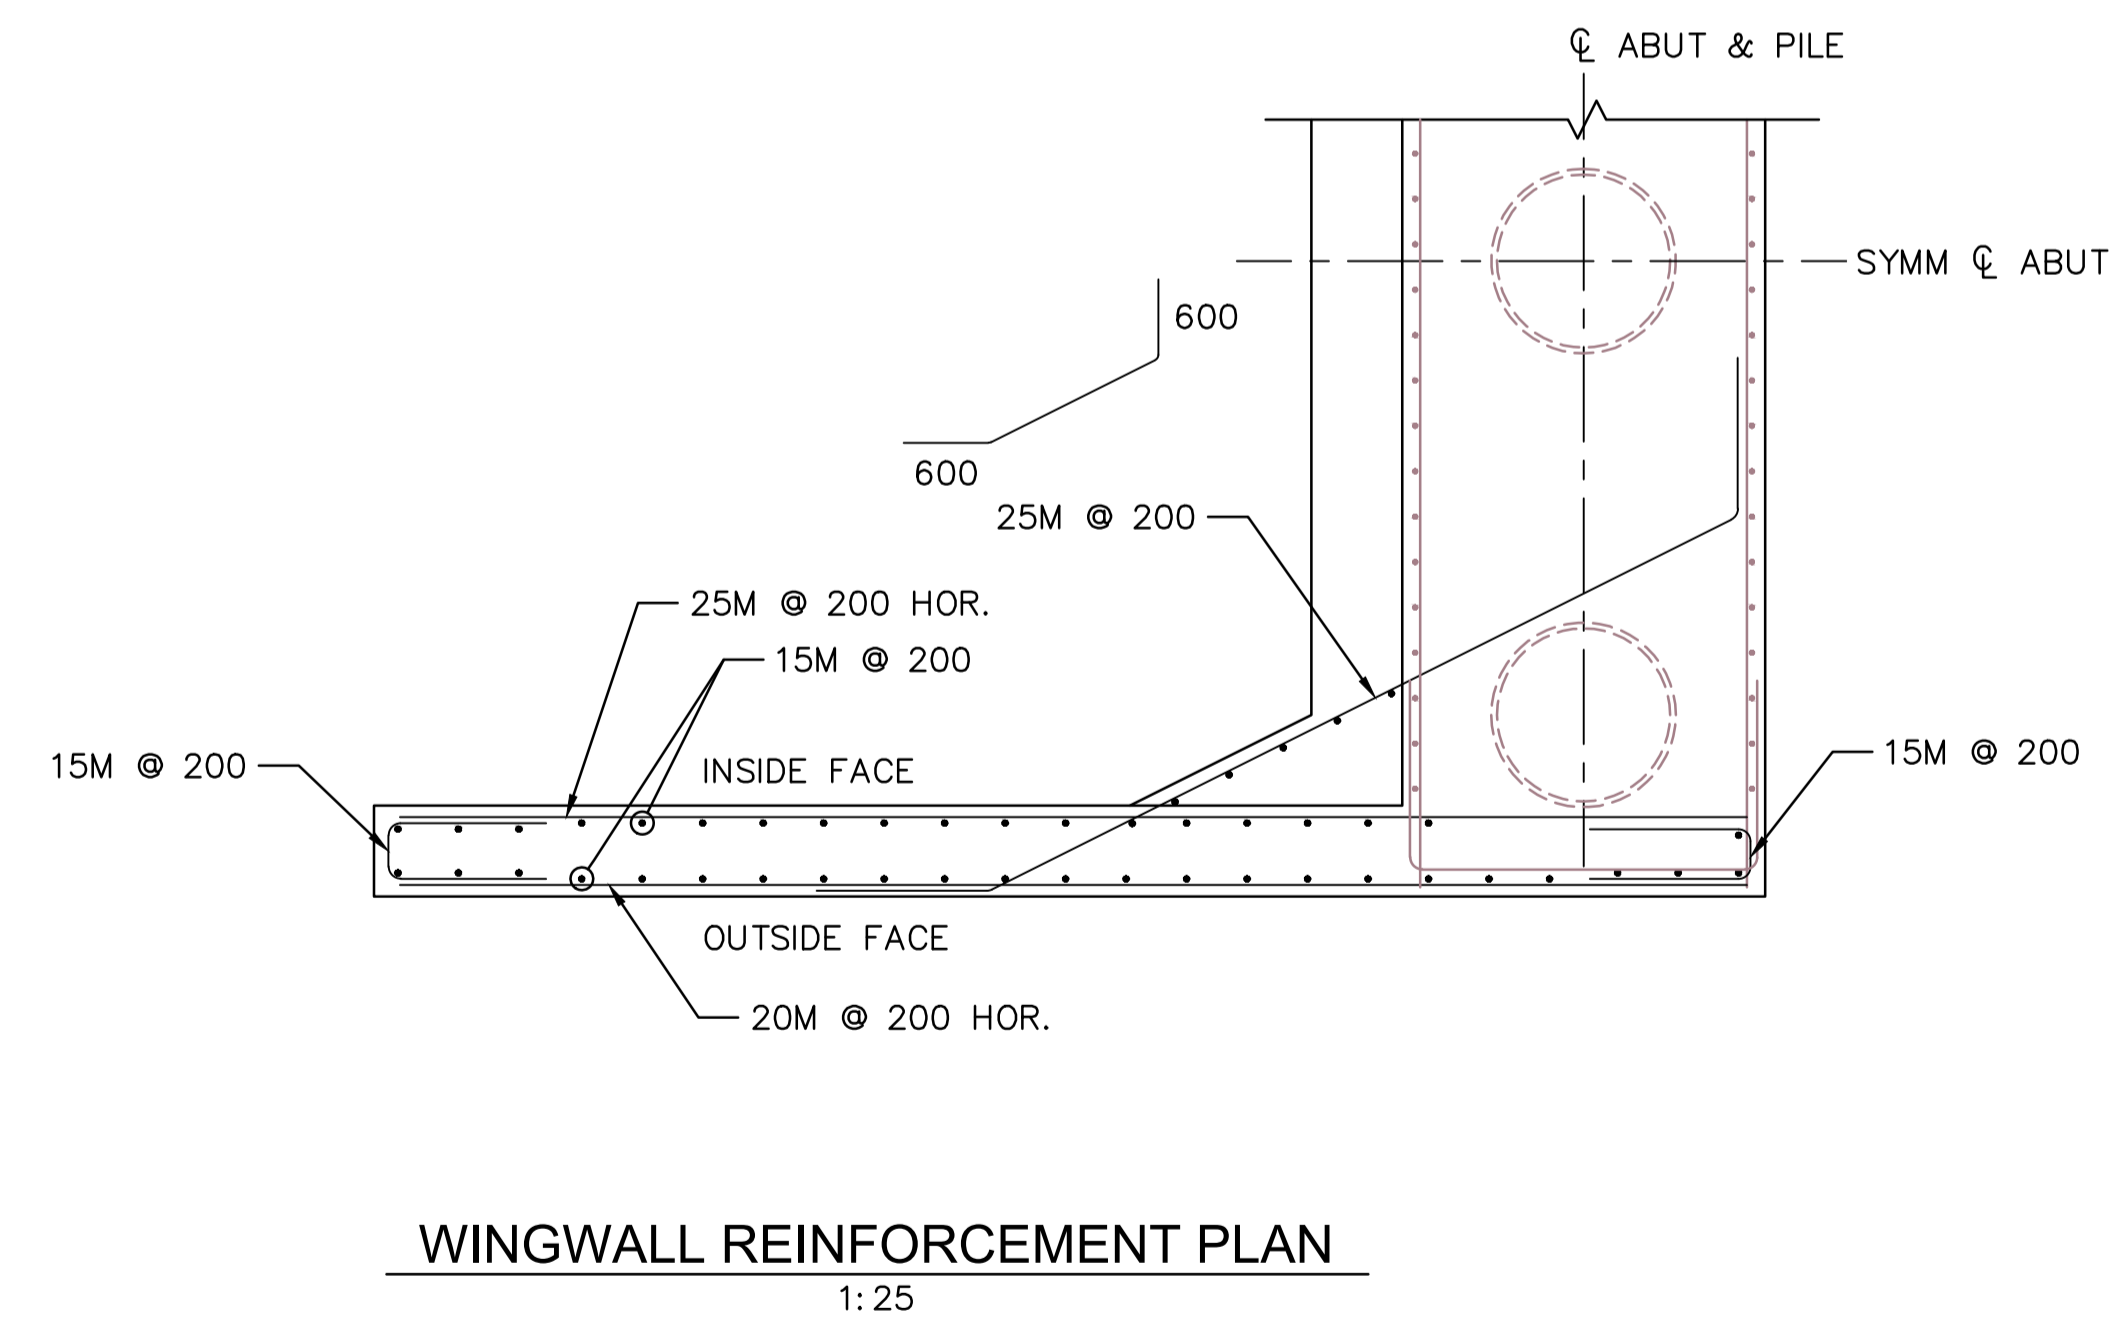 ℄ ABUT & PILE
SYMM ℄ ABUT
600
600
25M @ 200
25M @ 200 HOR.
15M @ 200
15M @ 200
INSIDE FACE
15M @ 200
OUTSIDE FACE
20M @ 200 HOR.
WINGWALL REINFORCEMENT PLAN
1:25